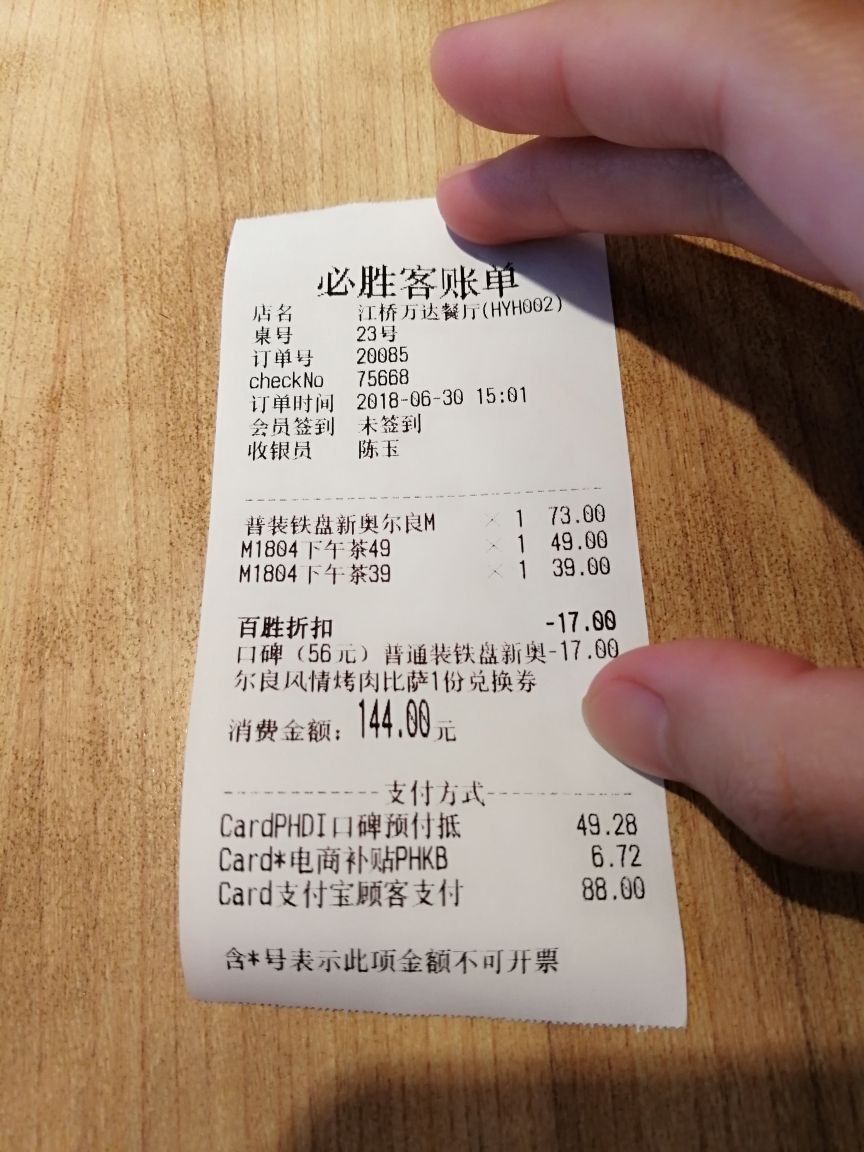 必胜客账单
店名 江桥万达餐厅(HYH002)
桌号 23号
订单号 20085
checkNo 75668
订单时间 2018-06-30 15:01
会员签到 未签到
收银员 陈玉
普装铁盘新奥尔良M × 1 73.00
M1804下午茶49 × 1 49.00
M1804下午茶39 × 1 39.00
百胜折扣 -17.00
口碑（56元）普通装铁盘新奥-17.00
尔良风情烤肉比萨1份兑换券
消费金额：144.00元
支付方式
CardPHDI口碑预付抵 49.28
Card*电商补贴PHKB 6.72
Card支付宝顾客支付 88.00
含*号表示此项金额不可开票